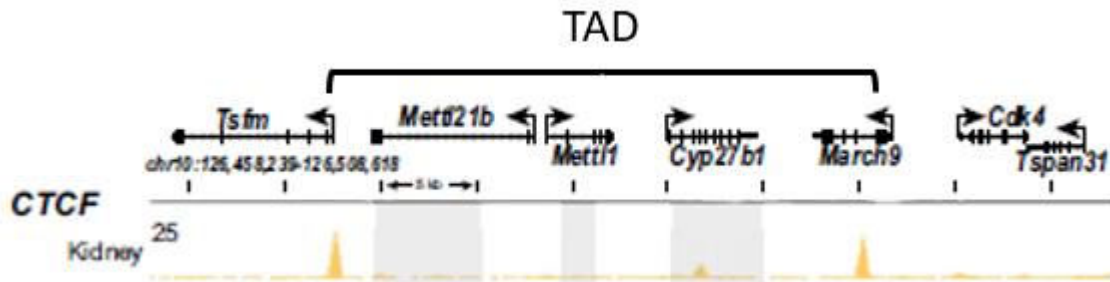 TAD
Tsfm Mettl21b Cdk4
Mettl1 Cyp27b1 March9 Tspan31
chr10:126,458,239-126,508,618
5 kb
CTCF
25
Kidney